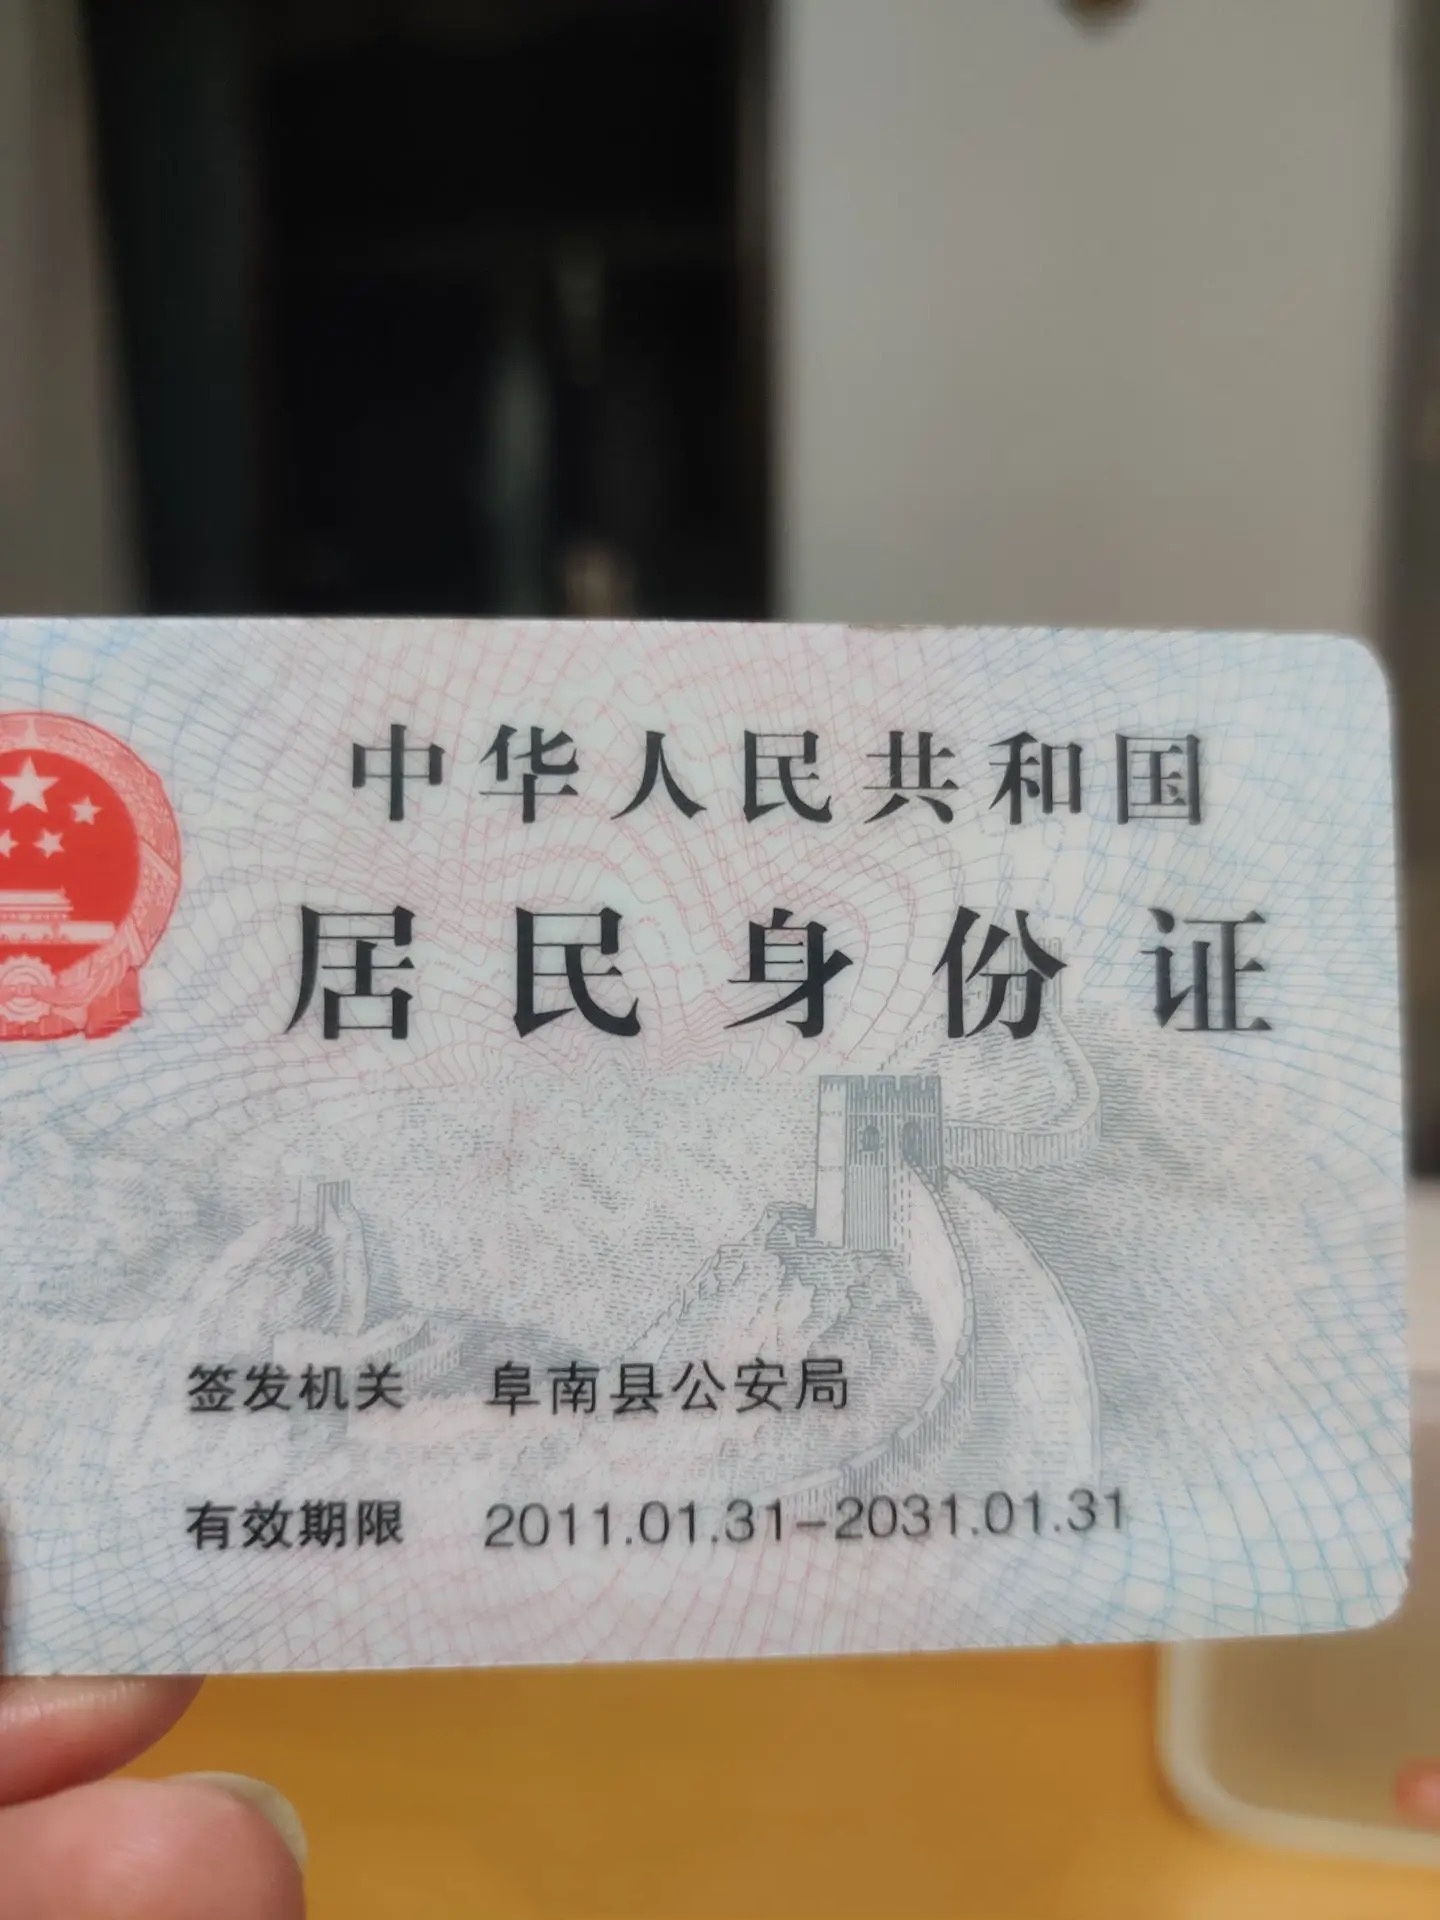 中华人民共和国
居民身份证
签发机关 阜南县公安局
有效期限 2011.01.31-2031.01.31